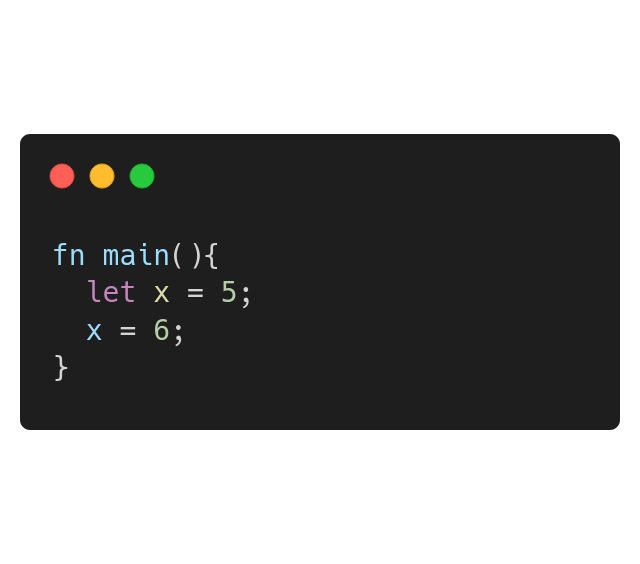 fn main(){
  let x = 5;
  x = 6;
}